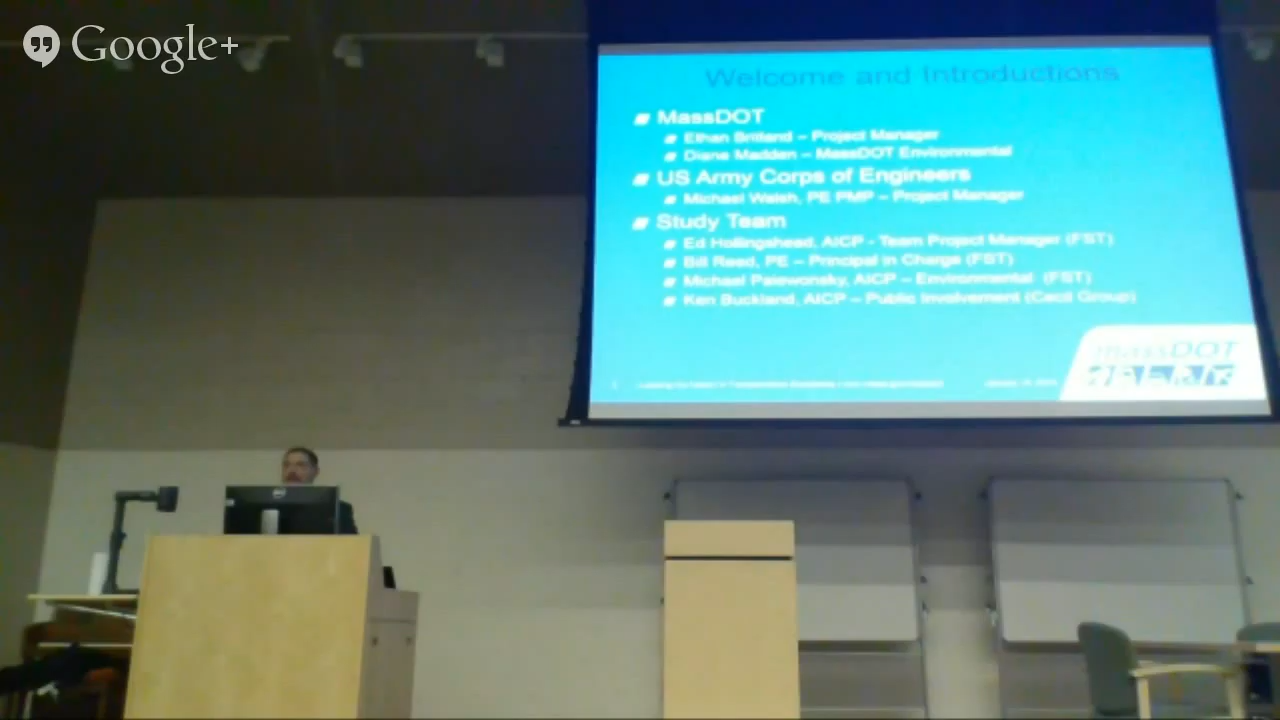 Google+
Welcome and Introductions
MassDOT
Ethan Britland – Project Manager
Diane Madden – MassDOT Environmental
US Army Corps of Engineers
Michael Walsh, PE PMP – Project Manager
Study Team
Ed Hollingshead, AICP - Team Project Manager (FST)
Bill Reed, PE – Principal in Charge (FST)
Michael Paiewonsky, AICP – Environmental (FST)
Ken Buckland, AICP – Public Involvement (Cecil Group)
massDOT